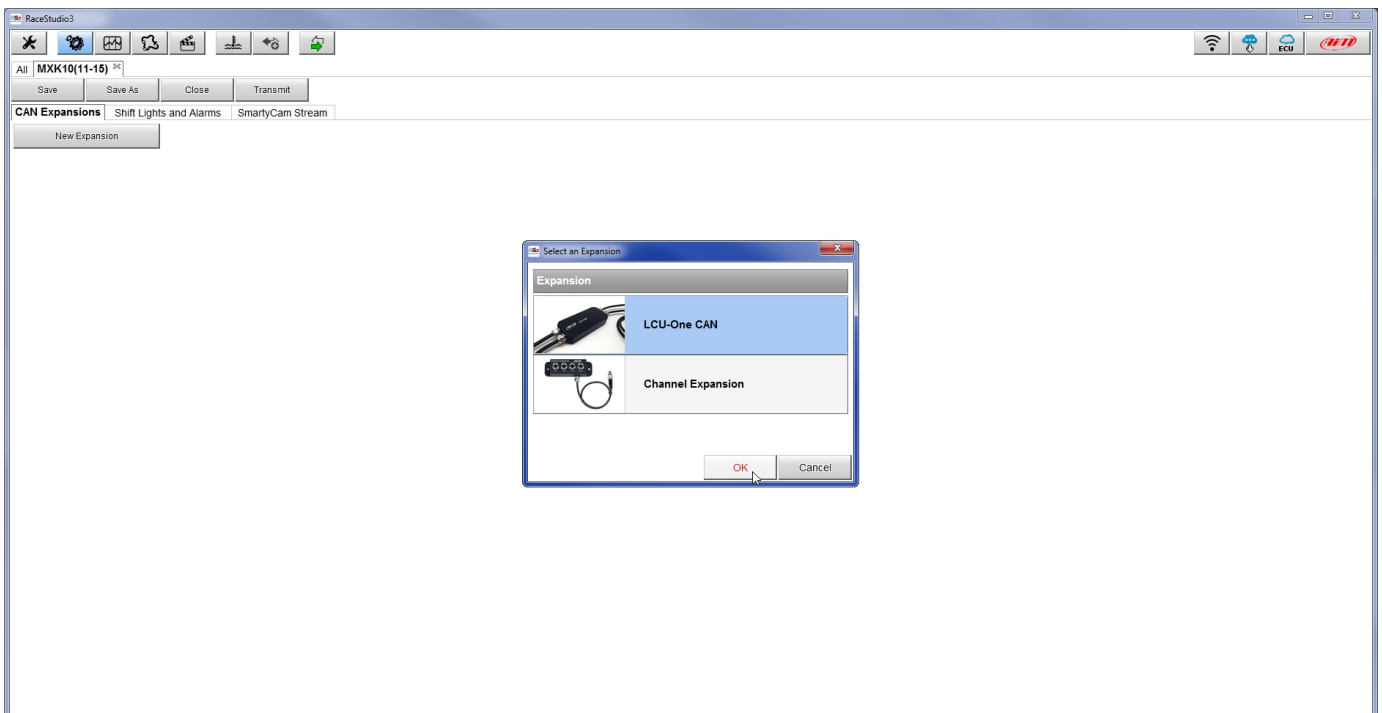 RaceStudio3
ECU
AiM
All MXK10(11-15)
Save Save As Close Transmit
CAN Expansions Shift Lights and Alarms SmartyCam Stream
New Expansion
Select an Expansion
Expansion
LCU-One CAN
Channel Expansion
OK Cancel